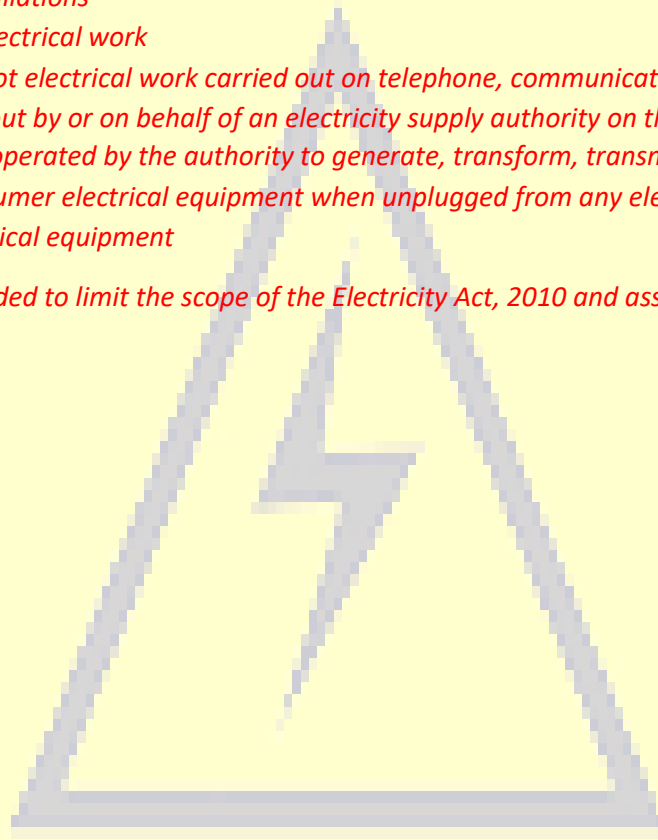 ectrical work
ot electrical work carried out on telephone, communicat
out by or on behalf of an electricity supply authority on th
operated by the authority to generate, transform, transm
umer electrical equipment when unplugged from any ele
ical equipment
ded to limit the scope of the Electricity Act, 2010 and ass